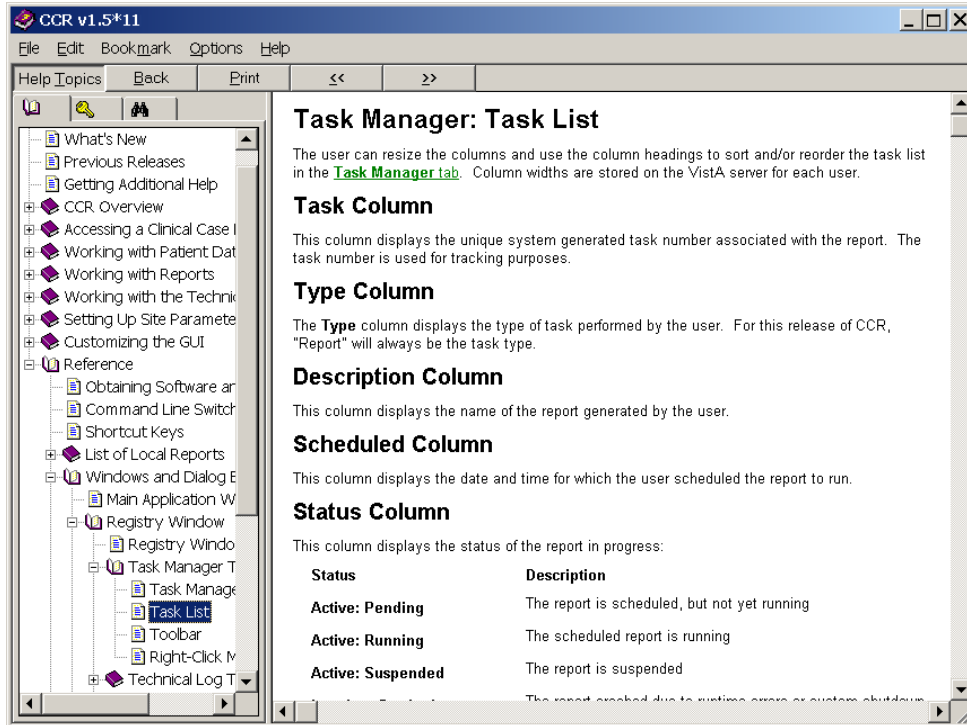 CCR v1.5*11
File Edit Bookmark Options Help
Help Topics Back Print << >>
What's New
Previous Releases
Getting Additional Help
CCR Overview
Accessing a Clinical Case
Working with Patient Dat
Working with Reports
Working with the Techni
Setting Up Site Paramete
Customizing the GUI
Reference
Obtaining Software ar
Command Line Switch
Shortcut Keys
List of Local Reports
Windows and Dialog B
Main Application W
Registry Window
Registry Windo
Task Manager T
Task Manage
Task List
Toolbar
Right-Click M
Technical Log T
Task Manager: Task List
The user can resize the columns and use the column headings to sort and/or reorder the task list
in the Task Manager tab. Column widths are stored on the VistA server for each user.
Task Column
This column displays the unique system generated task number associated with the report. The
task number is used for tracking purposes.
Type Column
The Type column displays the type of task performed by the user. For this release of CCR,
"Report" will always be the task type.
Description Column
This column displays the name of the report generated by the user.
Scheduled Column
This column displays the date and time for which the user scheduled the report to run.
Status Column
This column displays the status of the report in progress:
Status Description
Active: Pending The report is scheduled, but not yet running
Active: Running The scheduled report is running
Active: Suspended The report is suspended
The report crashed due to runtime errors or custom shutdown